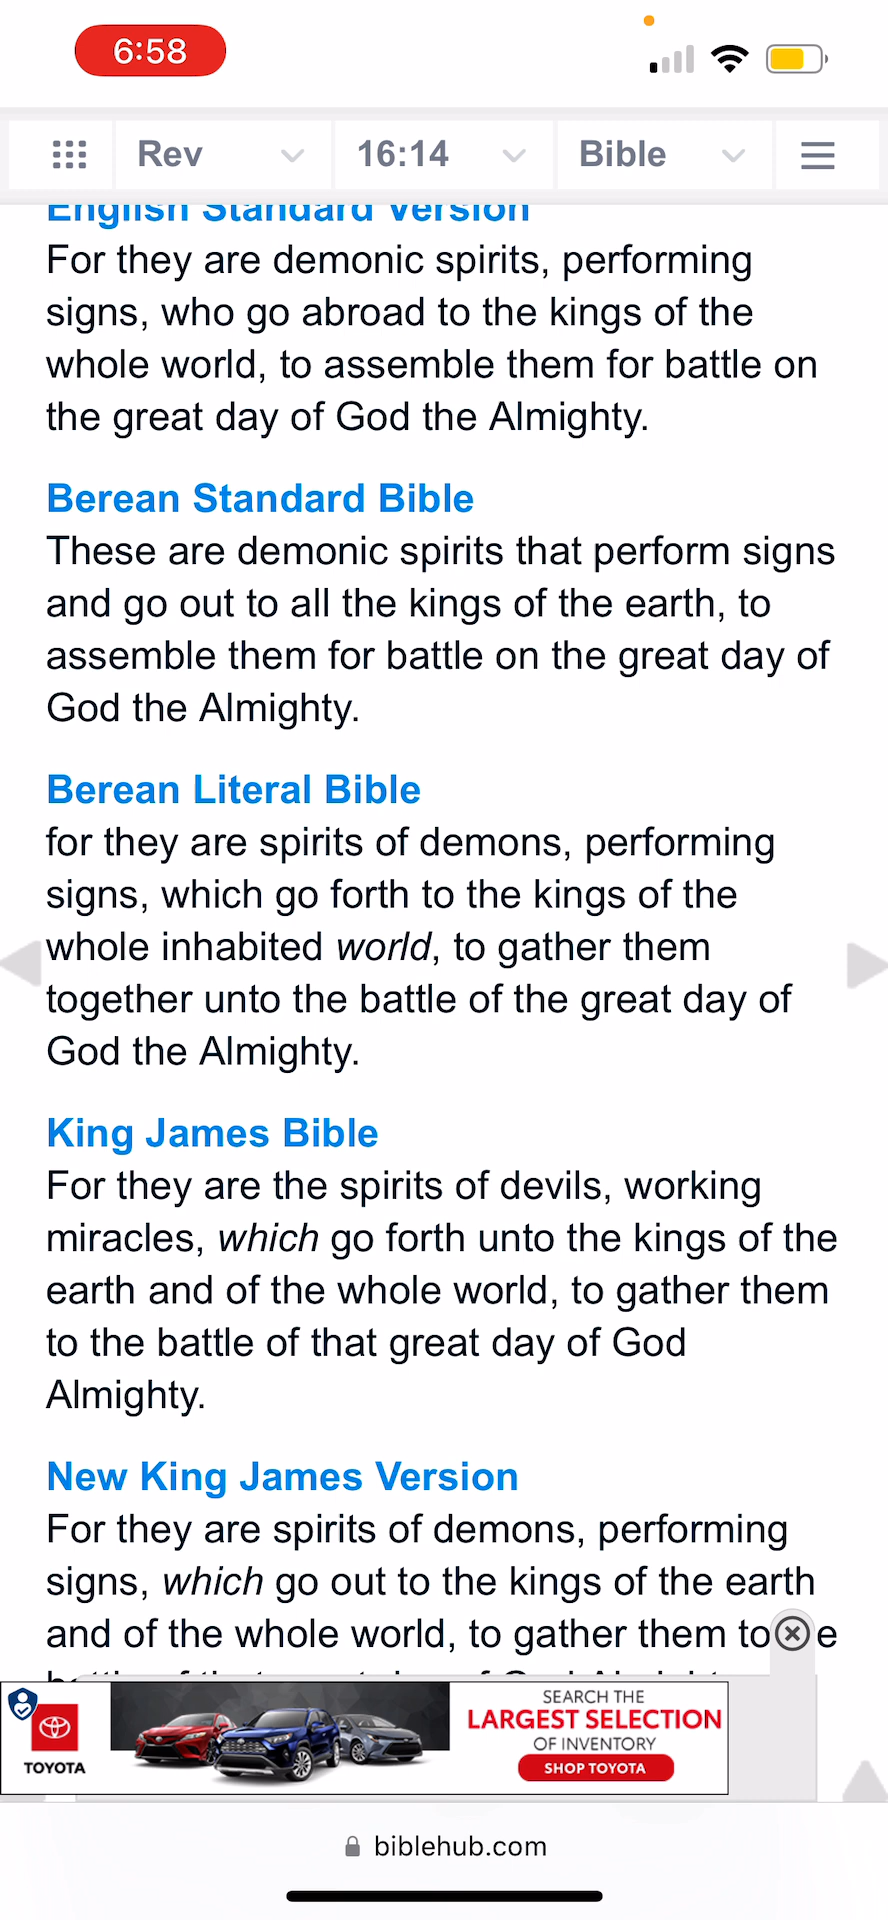 6:58
Rev 16:14 Bible
English Standard Version
For they are demonic spirits, performing
signs, who go abroad to the kings of the
whole world, to assemble them for battle on
the great day of God the Almighty.
Berean Standard Bible
These are demonic spirits that perform signs
and go out to all the kings of the earth, to
assemble them for battle on the great day of
God the Almighty.
Berean Literal Bible
for they are spirits of demons, performing
signs, which go forth to the kings of the
whole inhabited world, to gather them
together unto the battle of the great day of
God the Almighty.
King James Bible
For they are the spirits of devils, working
miracles, which go forth unto the kings of the
earth and of the whole world, to gather them
to the battle of that great day of God
Almighty.
New King James Version
For they are spirits of demons, performing
signs, which go out to the kings of the earth
and of the whole world, to gather them to e
TOYOTA
SEARCH THE
LARGEST SELECTION
OF INVENTORY
SHOP TOYOTA
biblehub.com